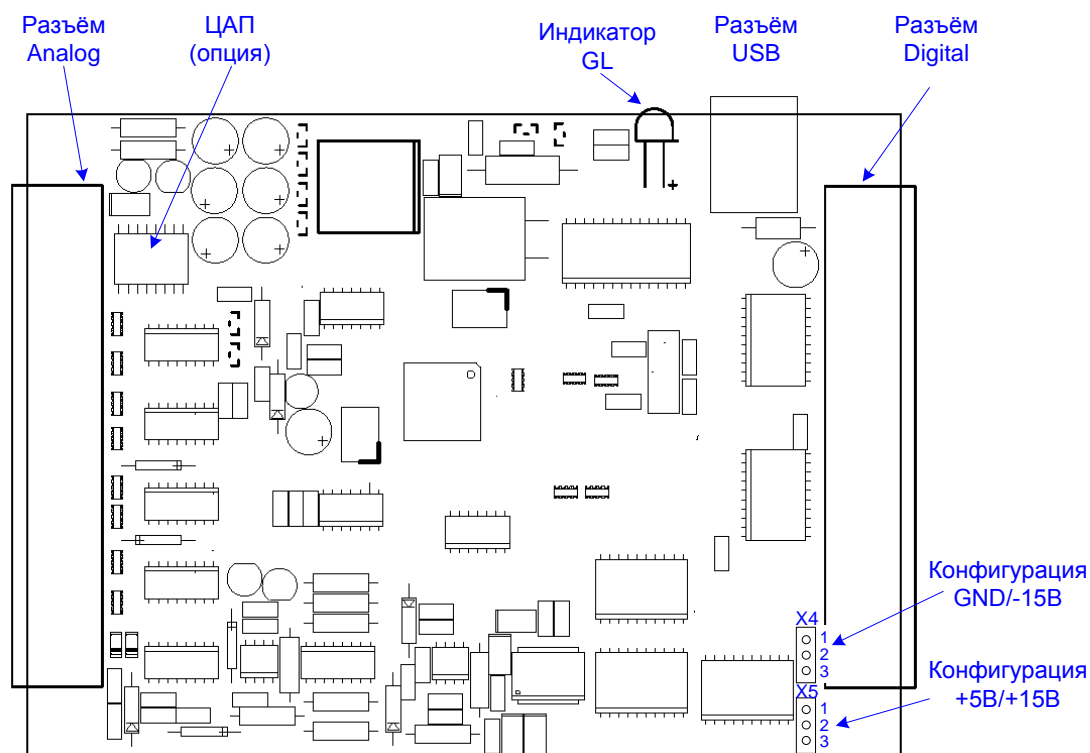 Разъём
Analog
ЦАП
(опция)
Индикатор
GL
Разъём
USB
Разъём
Digital
Конфигурация
GND/-15В
X4
1
2
3
Конфигурация
+5В/+15В
X5
1
2
3